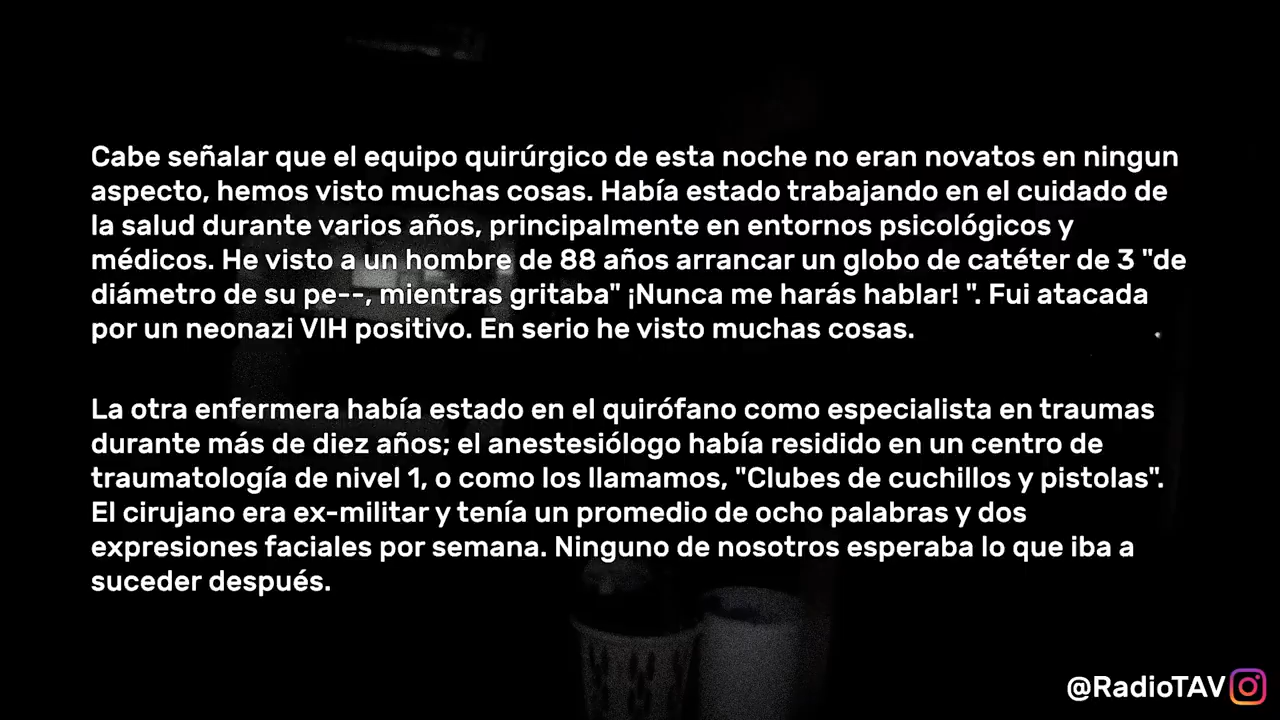 Cabe señalar que el equipo quirúrgico de esta noche no eran novatos en ningun
aspecto, hemos visto muchas cosas. Había estado trabajando en el cuidado de
la salud durante varios años, principalmente en entornos psicológicos y
médicos. He visto a un hombre de 88 años arrancar un globo de catéter de 3 "de
diámetro de su pe--, mientras gritaba" ¡Nunca me harás hablar! ". Fui atacada
por un neonazi VIH positivo. En serio he visto muchas cosas.
La otra enfermera había estado en el quirófano como especialista en traumas
durante más de diez años; el anestesiólogo había residido en un centro de
traumatología de nivel 1, o como los llamamos, "Clubes de cuchillos y pistolas".
El cirujano era ex-militar y tenía un promedio de ocho palabras y dos
expresiones faciales por semana. Ninguno de nosotros esperaba lo que iba a
suceder después.
@RadioTAV